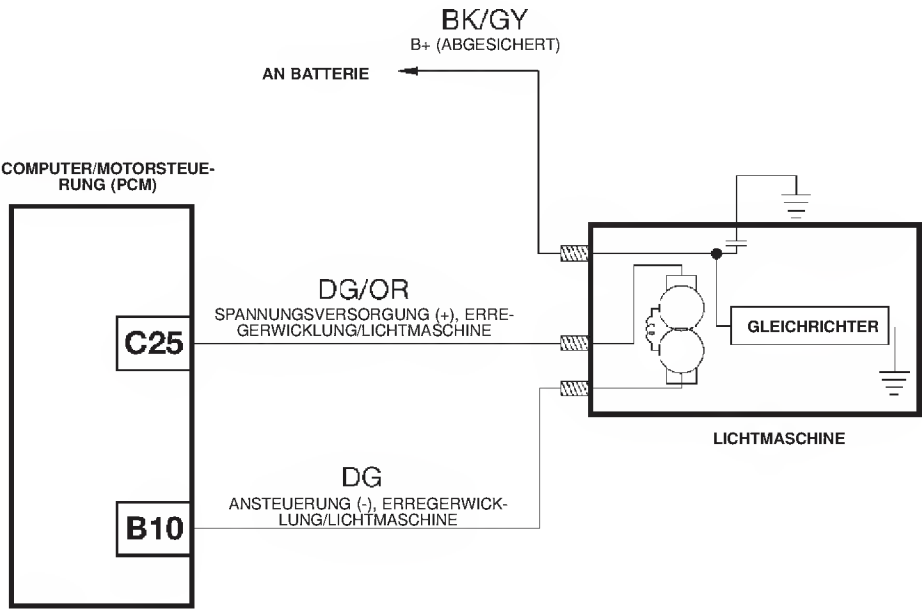 BK/GY
B+ (ABGESICHERT)
AN BATTERIE
COMPUTER/MOTORSTEUE-
RUNG (PCM)
DG/OR
SPANNUNGSVERSORGUNG (+), ERRE-
GERWICKLUNG/LICHTMASCHINE
C25
GLEICHRICHTER
LICHTMASCHINE
DG
ANSTEUERUNG (-), ERREGERWICK-
LUNG/LICHTMASCHINE
B10